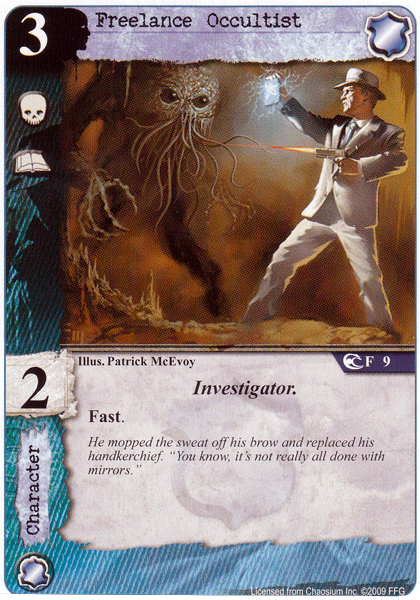 3
Freelance Occultist
Illus. Patrick McEvoy
F 9
2
Investigator.
Fast.
He mopped the sweat off his brow and replaced his
handkerchief. “You know, it’s not really all done with
mirrors.”
Character
Licensed from Chaosium Inc. ©2009 FFG